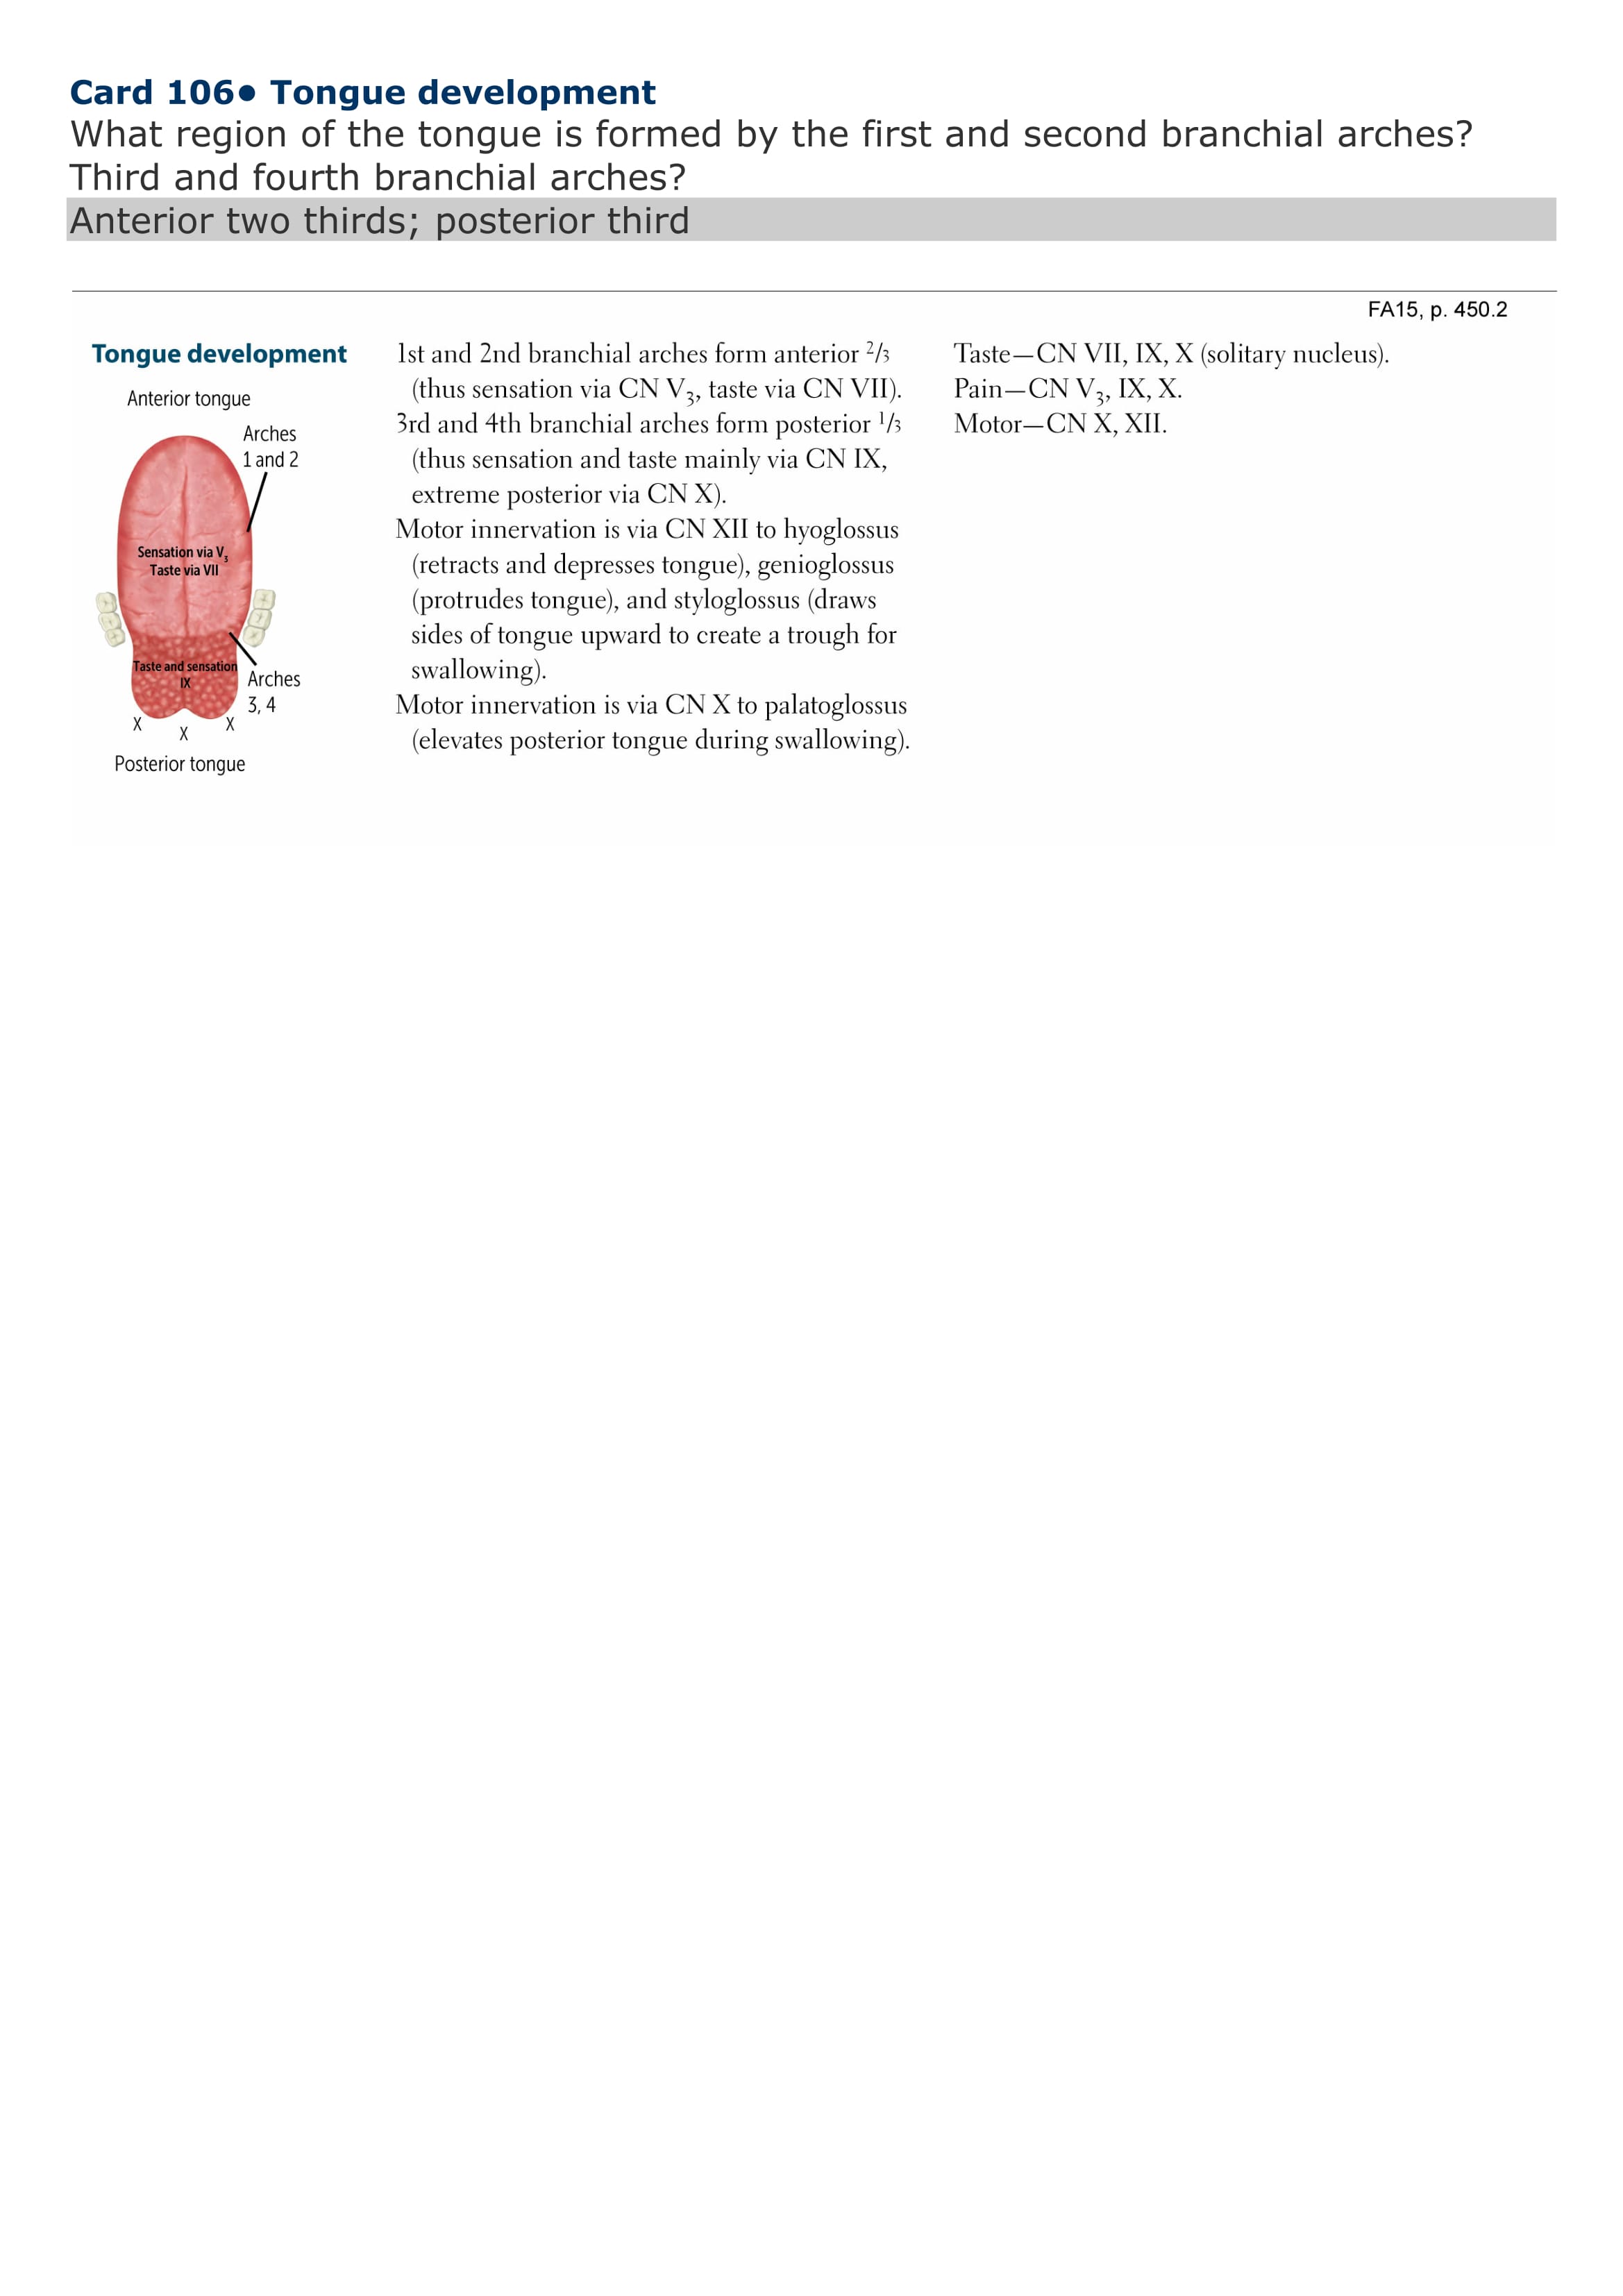 Card 106● Tongue development
What region of the tongue is formed by the first and second branchial arches?
Third and fourth branchial arches?
Anterior two thirds; posterior third
FA15, p. 450.2
Tongue development
Anterior tongue
Arches
1 and 2
Sensation via V₃
Taste via VII
Taste and sensation
IX
Arches
3, 4
X X X
Posterior tongue
1st and 2nd branchial arches form anterior 2/3
(thus sensation via CN V₃, taste via CN VII).
3rd and 4th branchial arches form posterior 1/3
(thus sensation and taste mainly via CN IX,
extreme posterior via CN X).
Motor innervation is via CN XII to hyoglossus
(retracts and depresses tongue), genioglossus
(protrudes tongue), and styloglossus (draws
sides of tongue upward to create a trough for
swallowing).
Motor innervation is via CN X to palatoglossus
(elevates posterior tongue during swallowing).
Taste—CN VII, IX, X (solitary nucleus).
Pain—CN V₃, IX, X.
Motor—CN X, XII.